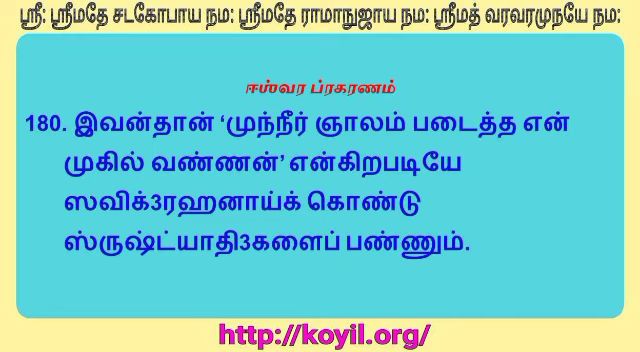 ஸ்ரீ: ஸ்ரீமதே சடகோபாய நம: ஸ்ரீமதே ராமாநுஜாய நம: ஸ்ரீமத் வரவரமுநயே நம:
ஈஸ்வர ப்ரகரணம்
180. இவன்தான் ‘முந்நீர் ஞாலம் படைத்த என்
முகில் வண்ணன்’ என்கிறபடியே
ஸவிக்3ரஹனாய்க் கொண்டு
ஸ்ருஷ்ட்யாதி3களைப் பண்ணும்.
http://koyil.org/